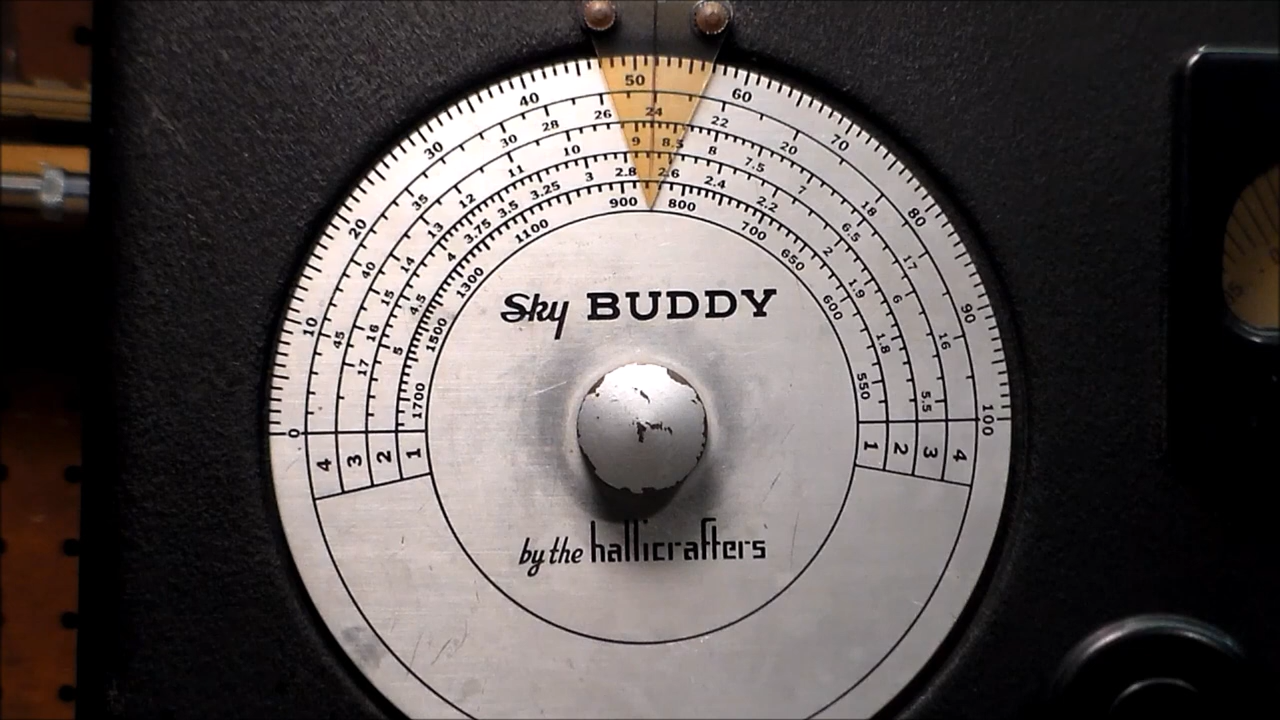 0 10 20 30 40 50 60 70 80 90 100
45 40 35 30 28 26 24 22 20 18 17 16
17 16 15 14 13 12 11 10 9 8.5 8 7.5 7 6.5 6 5.5
5 4.5 4 3.75 3.5 3.25 3 2.8 2.6 2.4 2.2 2 1.9 1.8
1700 1500 1300 1100 900 800 700 650 600 550
Sky BUDDY
4 3 2 1
1 2 3 4
by the hallicrafters